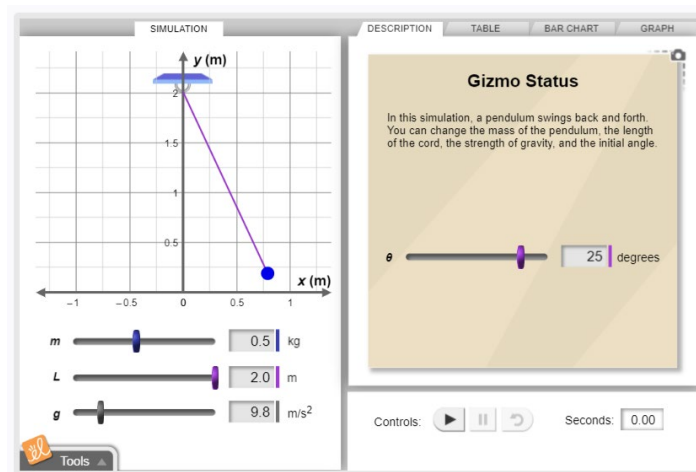 SIMULATION
y (m)
2
1.5
1
0.5
x (m)
−1
−0.5
0
0.5
1
m 0.5 kg
L 2.0 m
g 9.8 m/s²
Tools
DESCRIPTION TABLE BAR CHART GRAPH
Gizmo Status
In this simulation, a pendulum swings back and forth.
You can change the mass of the pendulum, the length
of the cord, the strength of gravity, and the initial angle.
θ 25 degrees
Controls: Seconds: 0.00